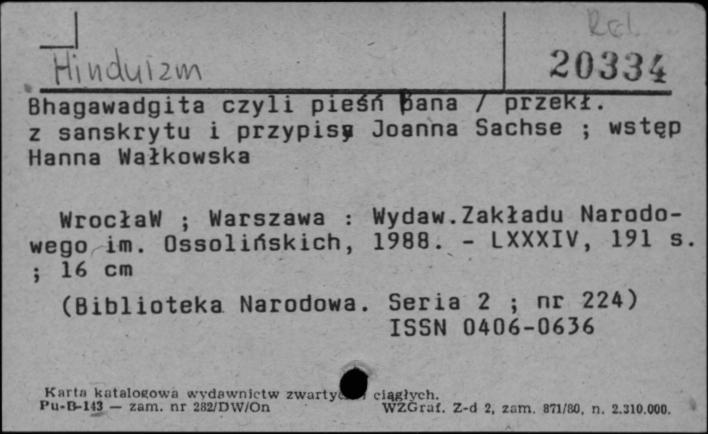 Rel.
Hinduizm
20334
Bhagawadgita czyli pieśń Pana / przekł.
z sanskrytu i przypisy Joanna Sachse ; wstęp
Hanna Wałkowska
WrocłaW ; Warszawa : Wydaw.Zakładu Narodo-
wego im. Ossolińskich, 1988. - LXXXIV, 191 s.
; 16 cm
(Biblioteka Narodowa. Seria 2 ; nr 224)
ISSN 0406-0636
Karta katalogowa wydawnictw ciągłych.
Pu-B-143 — zam. nr 282/DW/On WZGraf. Z-d 2, zam. 871/80, n. 2.310.000.